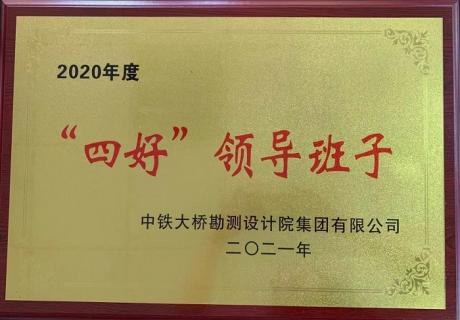 2020年度
“四好”领导班子
中铁大桥勘测设计院集团有限公司
二〇二一年